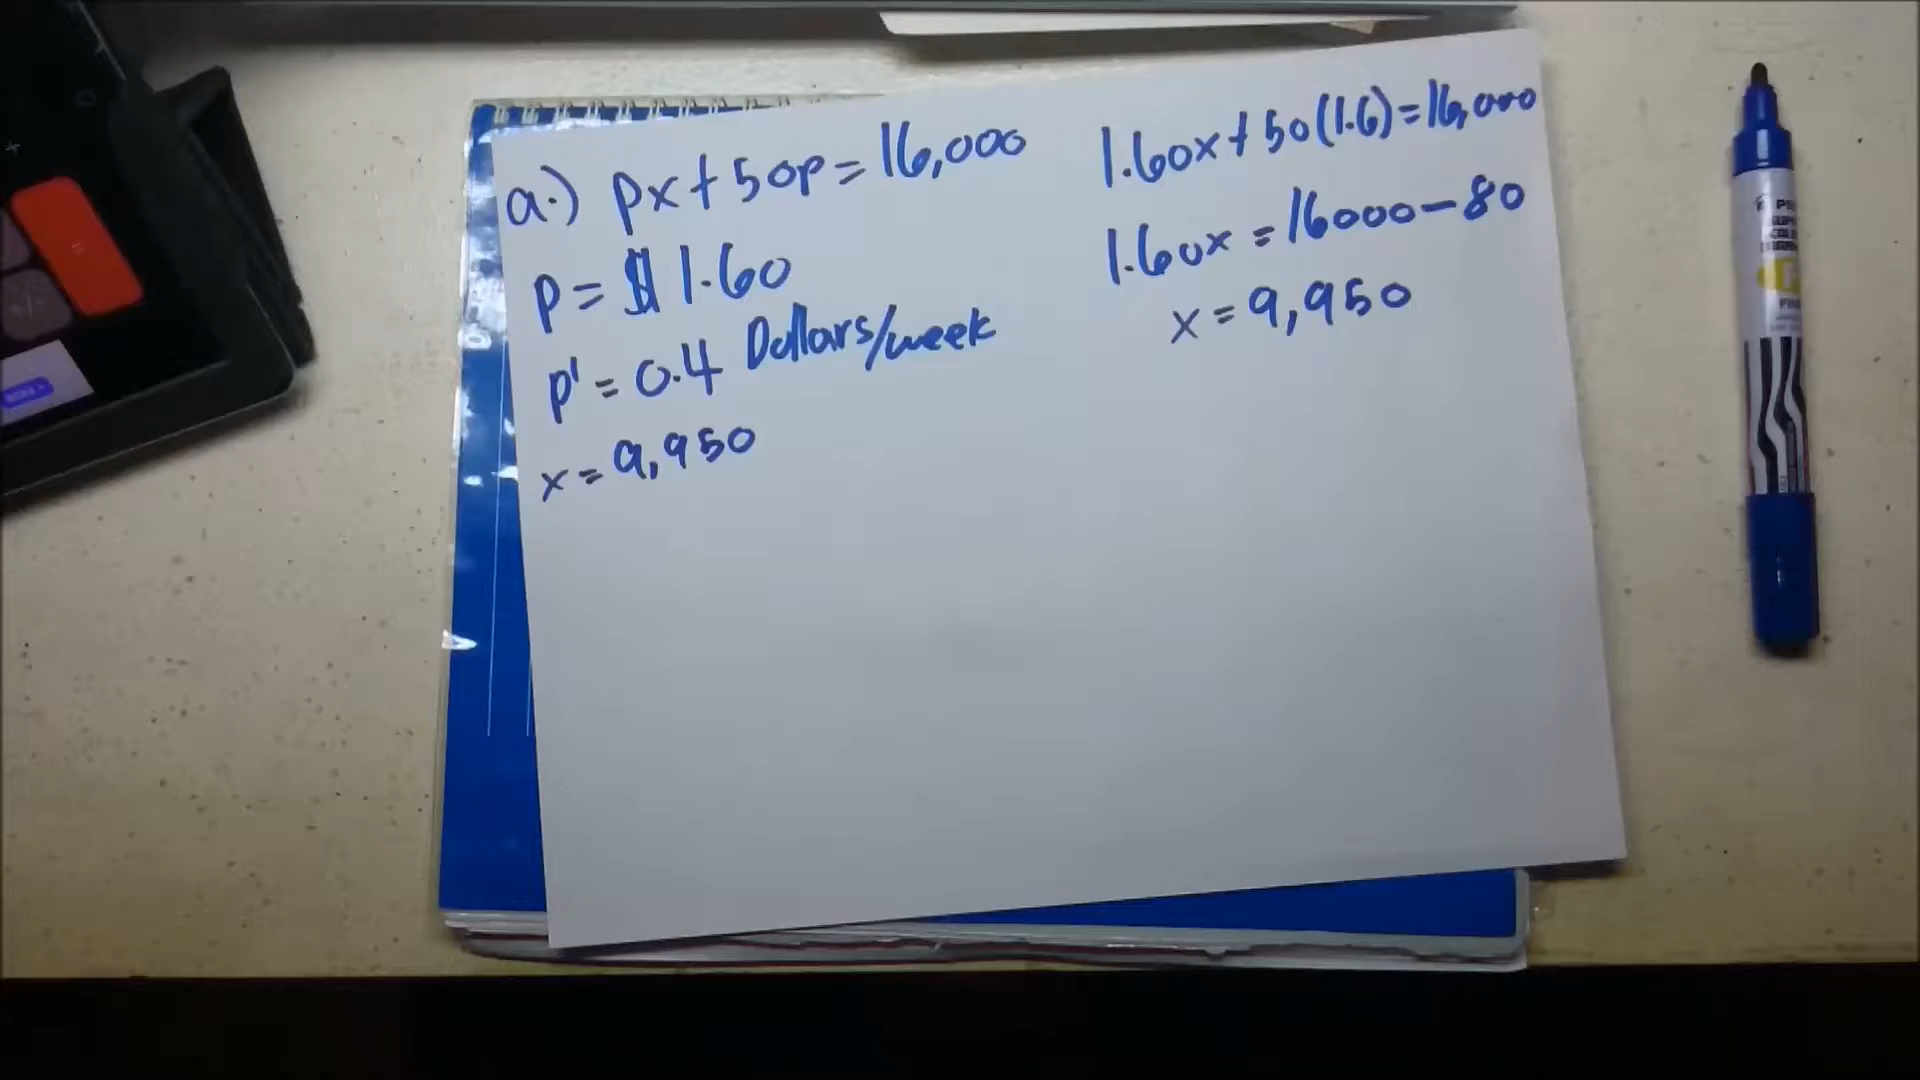 a.) px+50p=16,000
p=$1.60
p'=0.4 Dollars/week
x=9,950
1.60x+50(1.6)=16,000
1.60x=16000-80
x=9,950